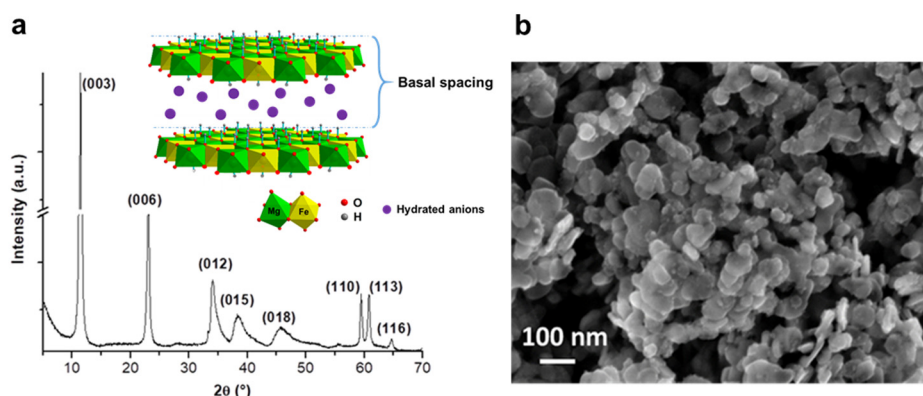 a
b
(003)
Basal spacing
(006)
Mg
Fe
O
H
Hydrated anions
Intensity (a.u.)
(012)
(015)
(018)
(110)
(113)
(116)
10
20
30
40
50
60
70
2θ (°)
100 nm